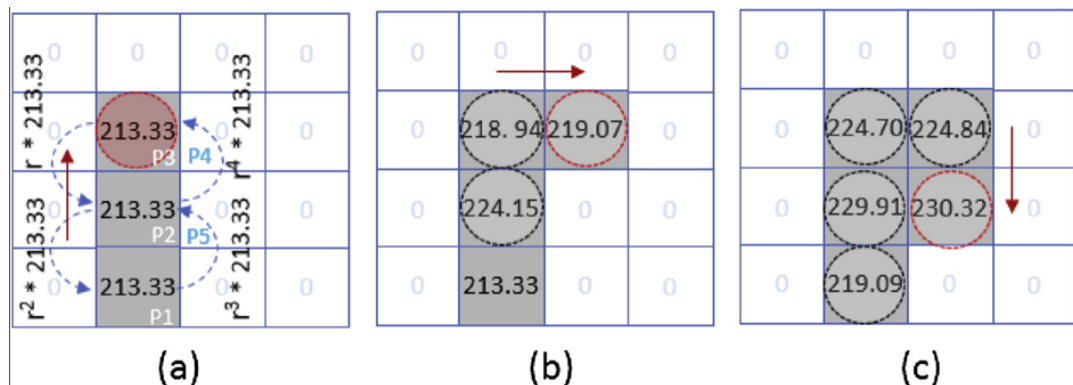 0 0 0 0
r * 213.33
r⁴ * 213.33
0 213.33 0 0
P3 P4
r² * 213.33
r³ * 213.33
0 213.33 0 0
P2 P5
0 213.33 0 0
P1
(a)
0 0 0 0
0 218. 94 219.07 0
0 224.15 0 0
0 213.33 0 0
(b)
0 0 0 0
0 224.70 224.84 0
0 229.91 230.32 0
0 219.09 0 0
(c)